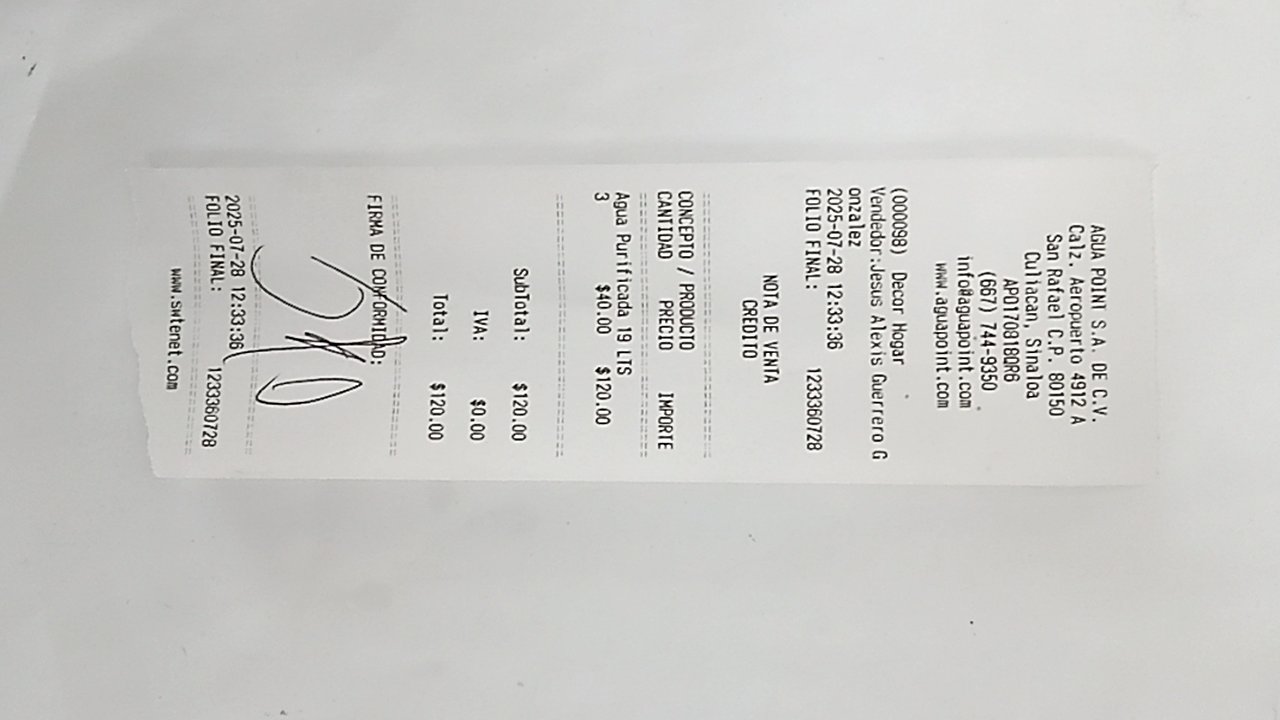 AGUA POINT S.A. DE C.V.
Calz. Aeropuerto 4912 A
San Rafael C.P. 80150
Culiacan, Sinaloa
APO170818QR6
(667) 744-9350
info@aguapoint.com
www.aguapoint.com
(000098) Decor Hogar
Vendedor:Jesus Alexis Guerrero G
onzalez
2025-07-28 12:33:36
FOLIO FINAL: 1233360728
NOTA DE VENTA
CREDITO
CONCEPTO / PRODUCTO
CANTIDAD PRECIO IMPORTE
Agua Purificada 19 LTS
3 $40.00 $120.00
SubTotal: $120.00
IVA: $0.00
Total: $120.00
FIRMA DE CONFORMIDAD:
2025-07-28 12:33:36
FOLIO FINAL: 1233360728
www.swtenet.com